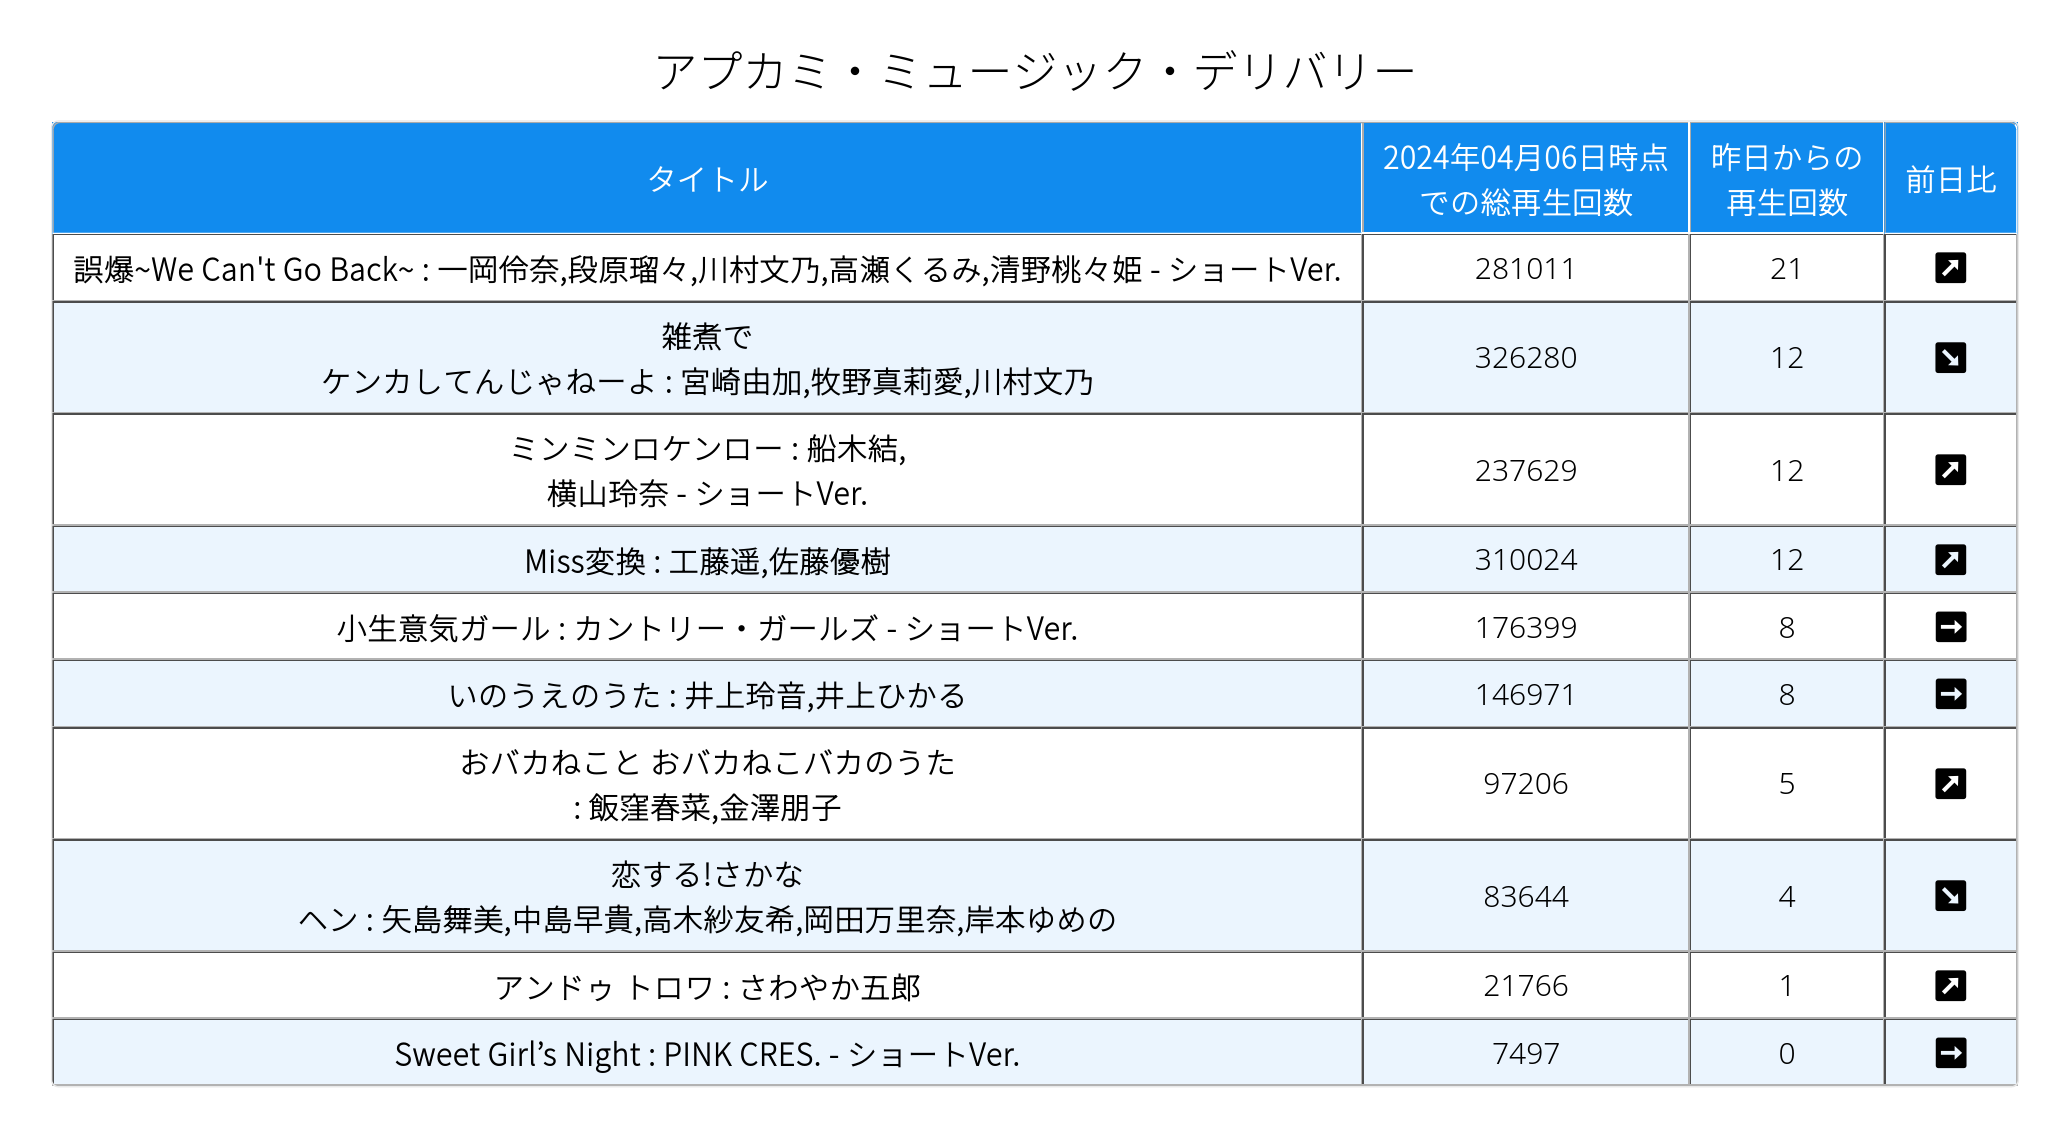 アプカミ・ミュージック・デリバリー
タイトル
2024年04月06日時点
での総再生回数
昨日からの
再生回数
前日比
誤爆~We Can't Go Back~ : 一岡伶奈,段原瑠々,川村文乃,高瀬くるみ,清野桃々姫 - ショートVer.
281011
21
雑煮で
ケンカしてんじゃねーよ : 宮崎由加,牧野真莉愛,川村文乃
326280
12
ミンミンロケンロー : 船木結,
横山玲奈 - ショートVer.
237629
12
Miss変換 : 工藤遥,佐藤優樹
310024
12
小生意気ガール : カントリー・ガールズ - ショートVer.
176399
8
いのうえのうた : 井上玲音,井上ひかる
146971
8
おバカねこと おバカねこバカのうた
: 飯窪春菜,金澤朋子
97206
5
恋する!さかな
ヘン : 矢島舞美,中島早貴,高木紗友希,岡田万里奈,岸本ゆめの
83644
4
アンドゥ トロワ : さわやか五郎
21766
1
Sweet Girl’s Night : PINK CRES. - ショートVer.
7497
0